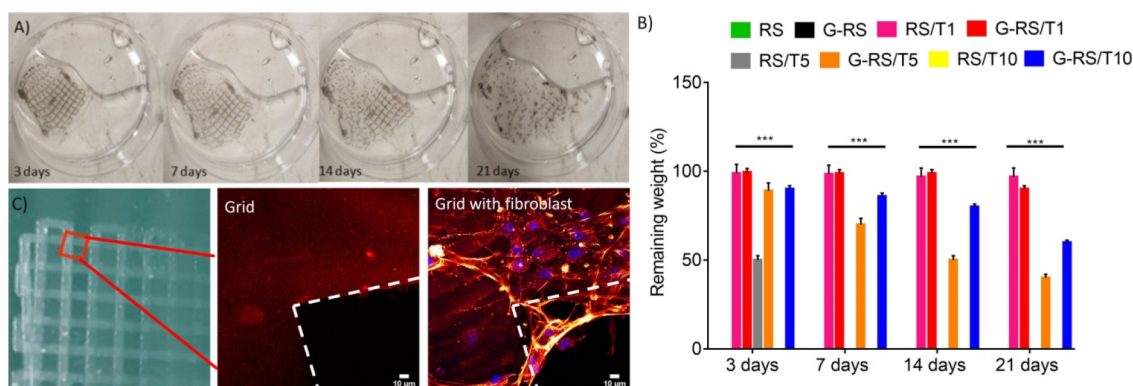 A)
3 days
7 days
14 days
21 days
C)
Grid
10 µm
Grid with fibroblast
10 µm
B)
RS G-RS RS/T1 G-RS/T1
RS/T5 G-RS/T5 RS/T10 G-RS/T10
Remaining weight (%)
150
100
50
0
*** *** *** ***
3 days 7 days 14 days 21 days